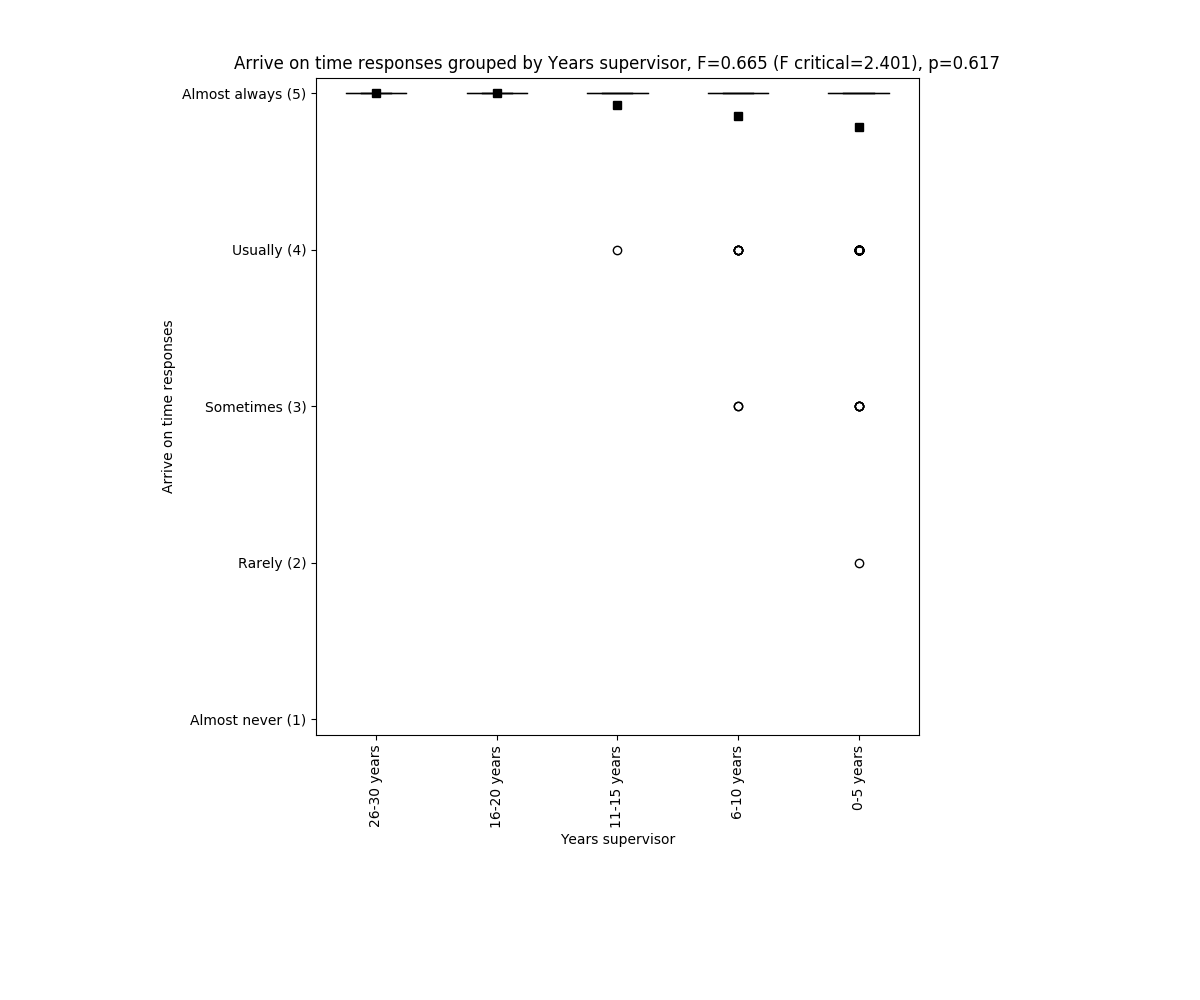 Arrive on time responses grouped by Years supervisor, F=0.665 (F critical=2.401), p=0.617
Almost always (5)
Usually (4)
Sometimes (3)
Rarely (2)
Almost never (1)
Arrive on time responses
26-30 years
16-20 years
11-15 years
6-10 years
0-5 years
Years supervisor